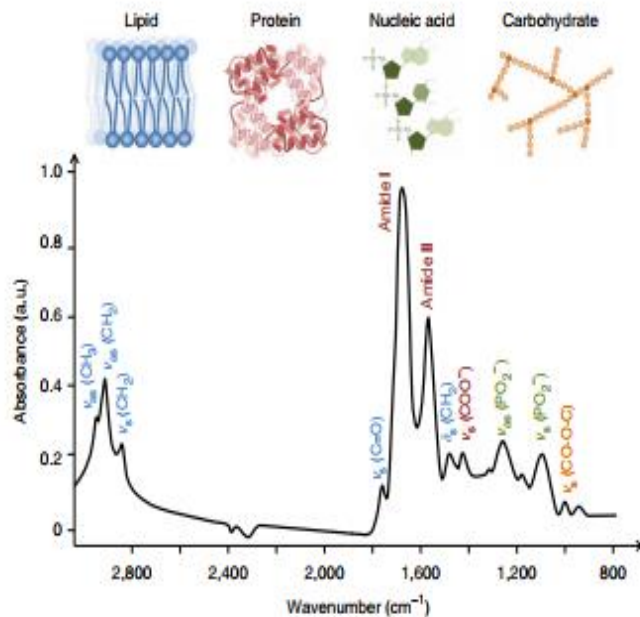 Lipid
Protein
Nucleic acid
Carbohydrate
Absorbance (a.u.)
1.0
0.8
0.6
0.4
0.2
0
νas (CH3)
νas (CH2)
νs (CH2)
νs (C=O)
Amide I
Amide II
(CH2)
νs (COO−)
νas (PO2−)
νs (PO2−)
νs (CO-O-C)
2,800
2,400
2,000
1,600
1,200
800
Wavenumber (cm−1)